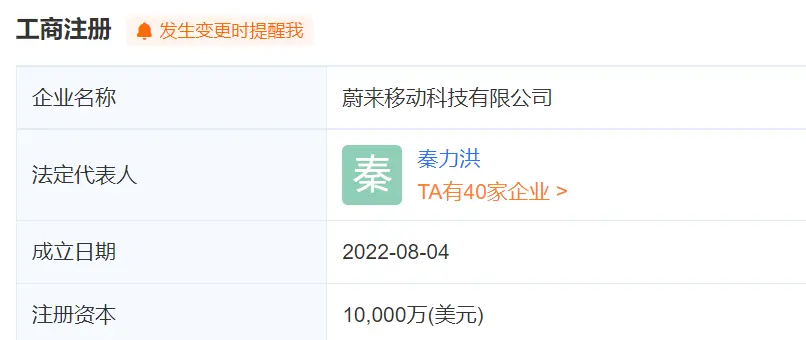 工商注册 发生变更时提醒我
企业名称 蔚来移动科技有限公司
法定代表人 秦 秦力洪
TA有40家企业 >
成立日期 2022-08-04
注册资本 10,000万(美元)